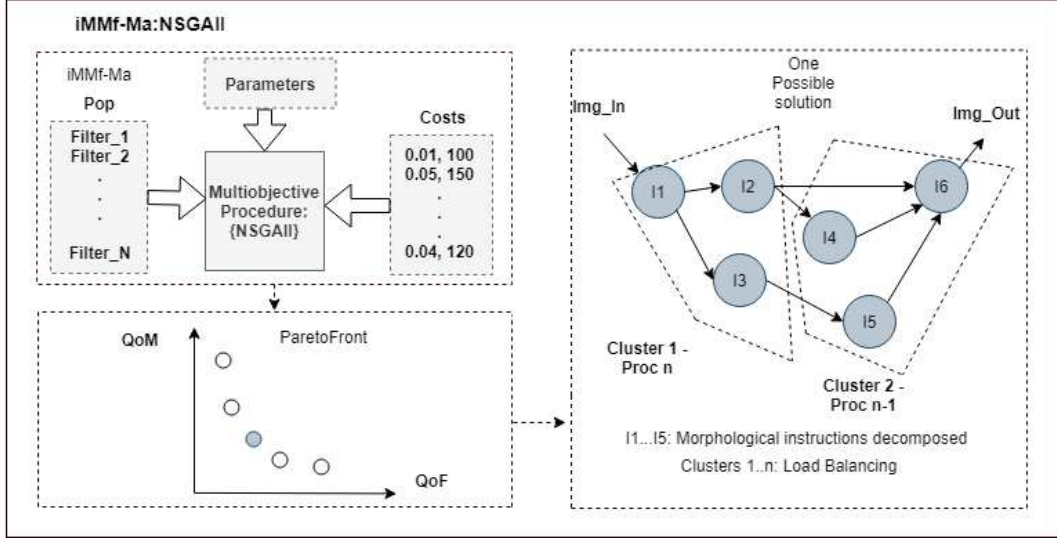 iMMf-Ma:NSGAII
iMMf-Ma
Pop
Filter_1
Filter_2
.
.
.
Filter_N
Parameters
Multiobjective
Procedure:
{NSGAII}
Costs
0.01, 100
0.05, 150
.
.
.
0.04, 120
QoM
ParetoFront
QoF
One
Possible
solution
Img_In
Img_Out
I1
I2
I6
I4
I3
I5
Cluster 1 -
Proc n
Cluster 2 -
Proc n-1
I1...I5: Morphological instructions decomposed
Clusters 1..n: Load Balancing